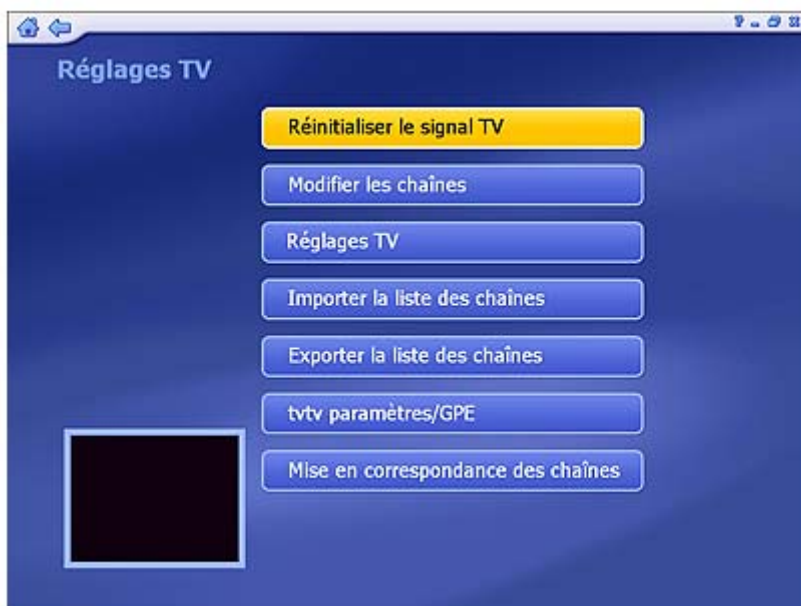 Réglages TV
Réinitialiser le signal TV
Modifier les chaînes
Réglages TV
Importer la liste des chaînes
Exporter la liste des chaînes
tvtv paramètres/GPE
Mise en correspondance des chaînes